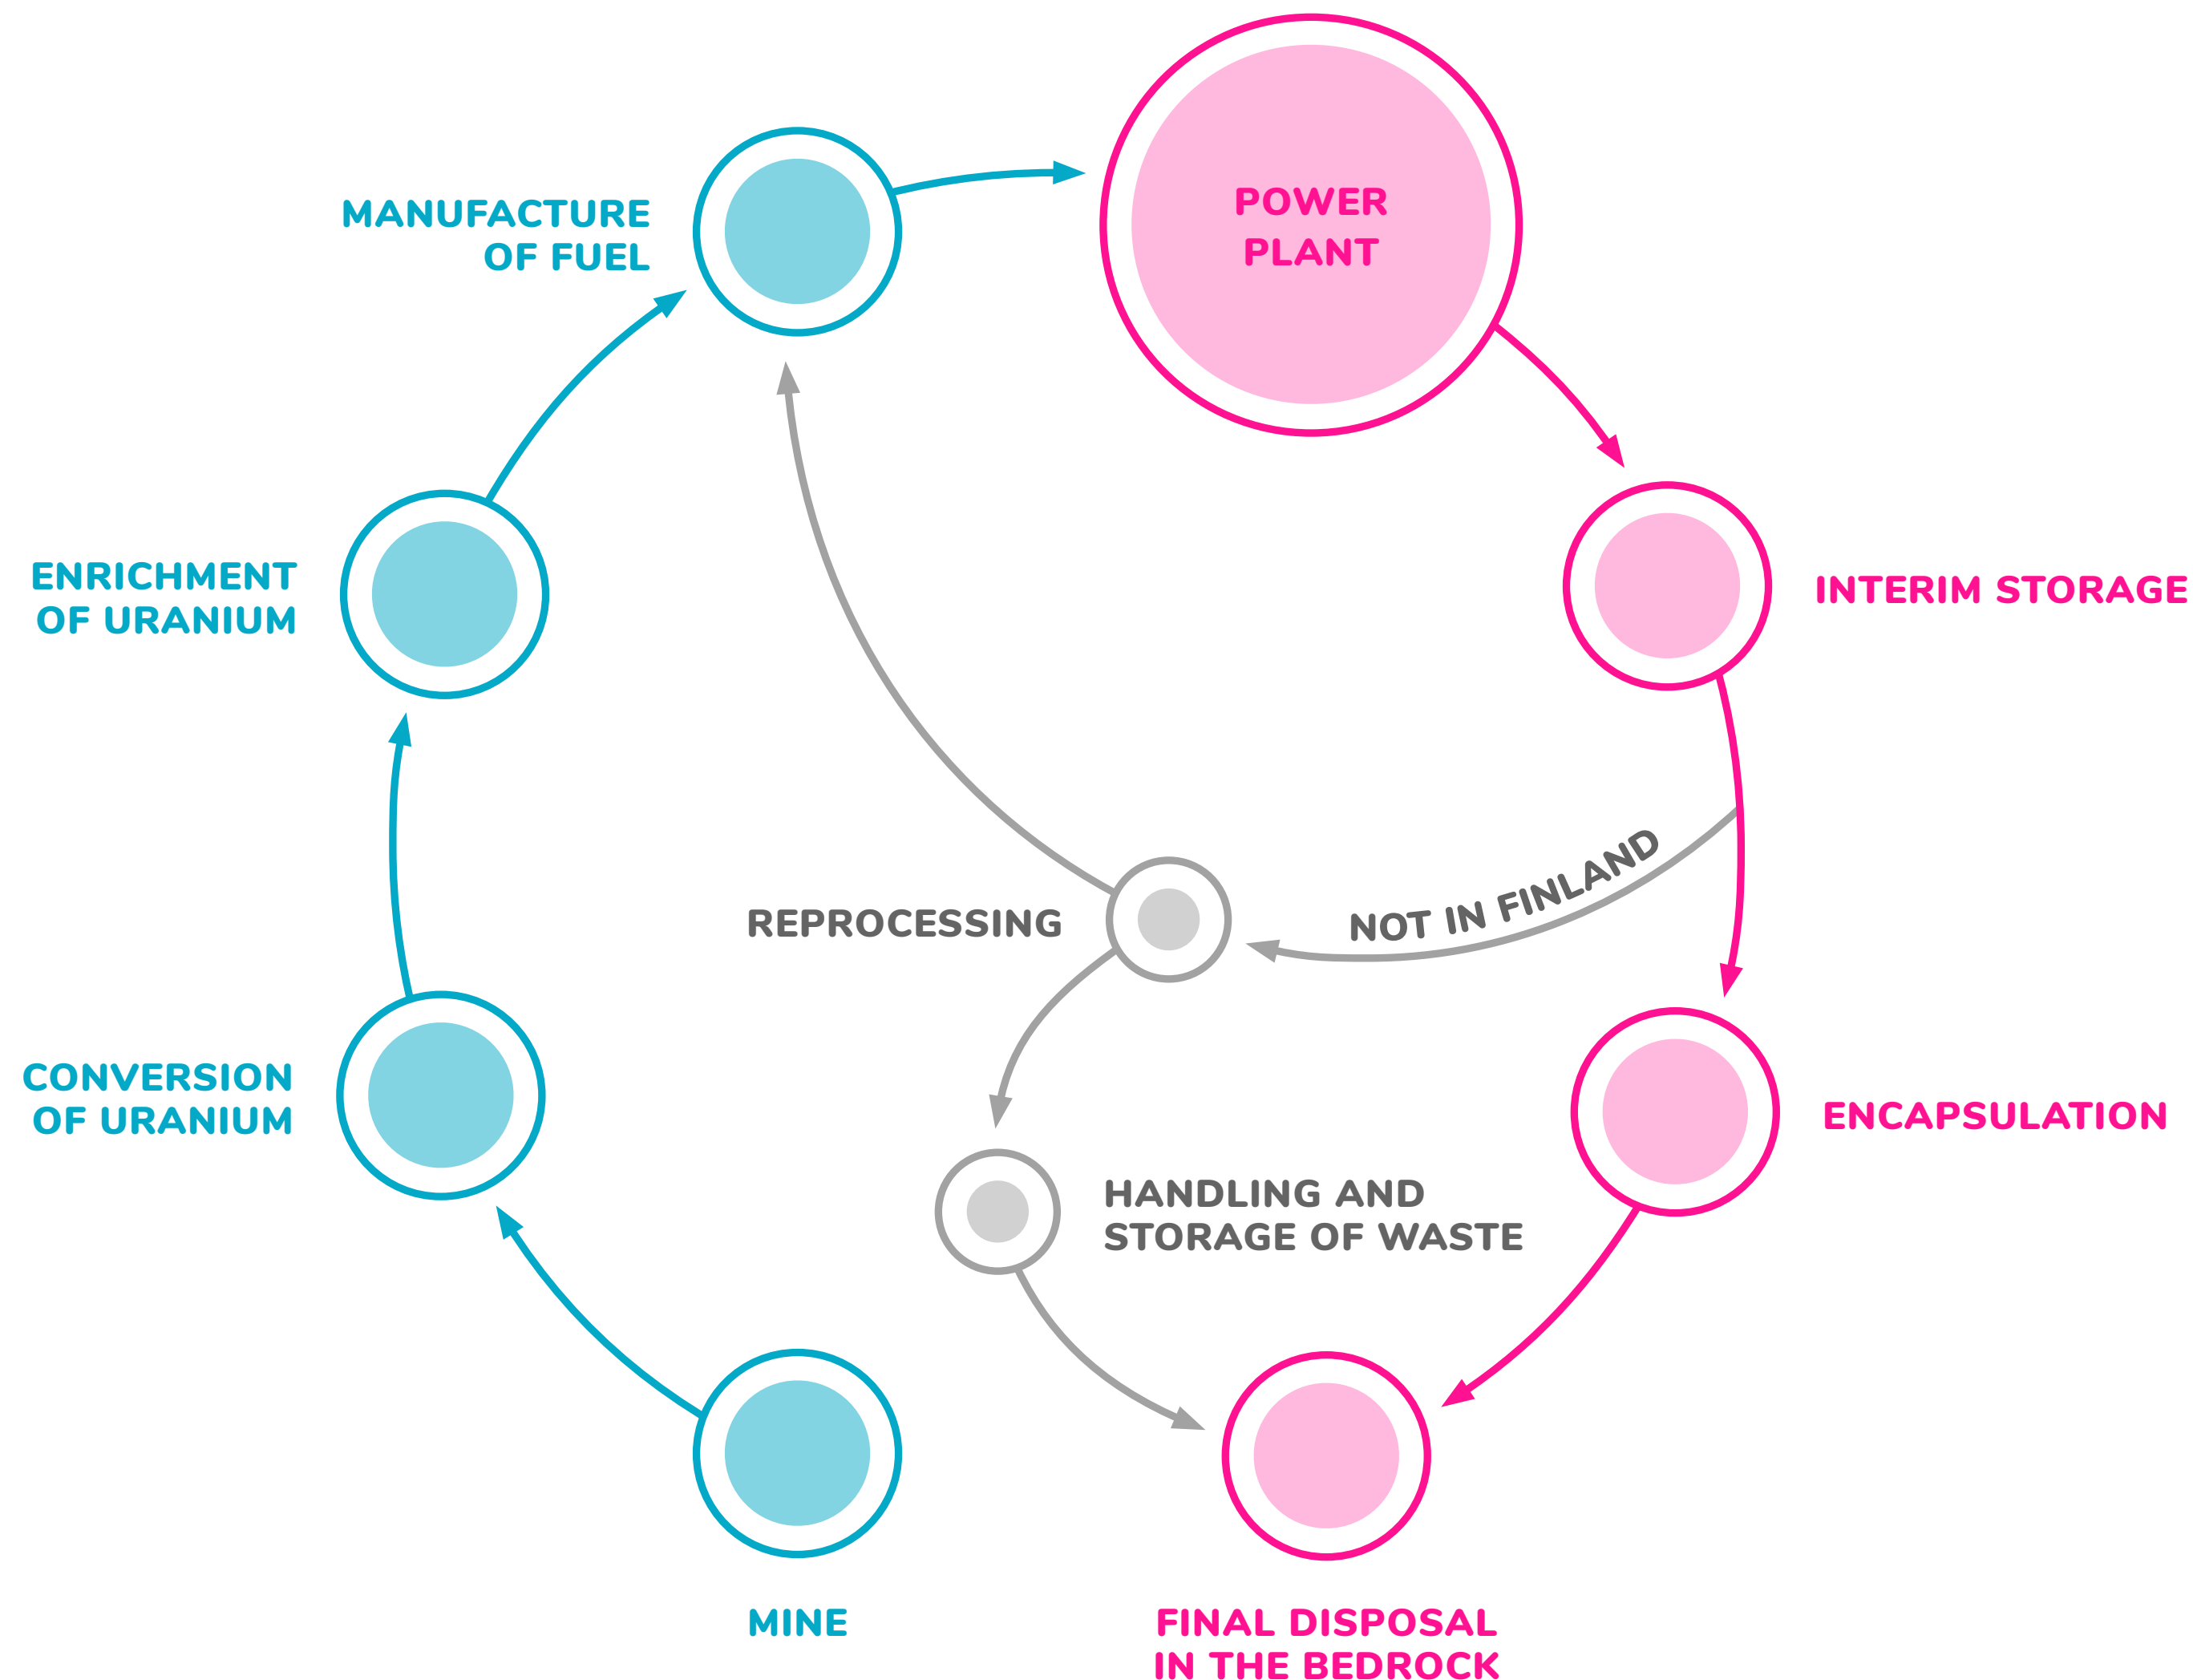 MANUFACTURE
OF FUEL
POWER
PLANT
ENRICHMENT
OF URANIUM
INTERIM STORAGE
NOT IN FINLAND
REPROCESSING
CONVERSION
OF URANIUM
ENCAPSULATION
HANDLING AND
STORAGE OF WASTE
MINE
FINAL DISPOSAL
IN THE BEDROCK